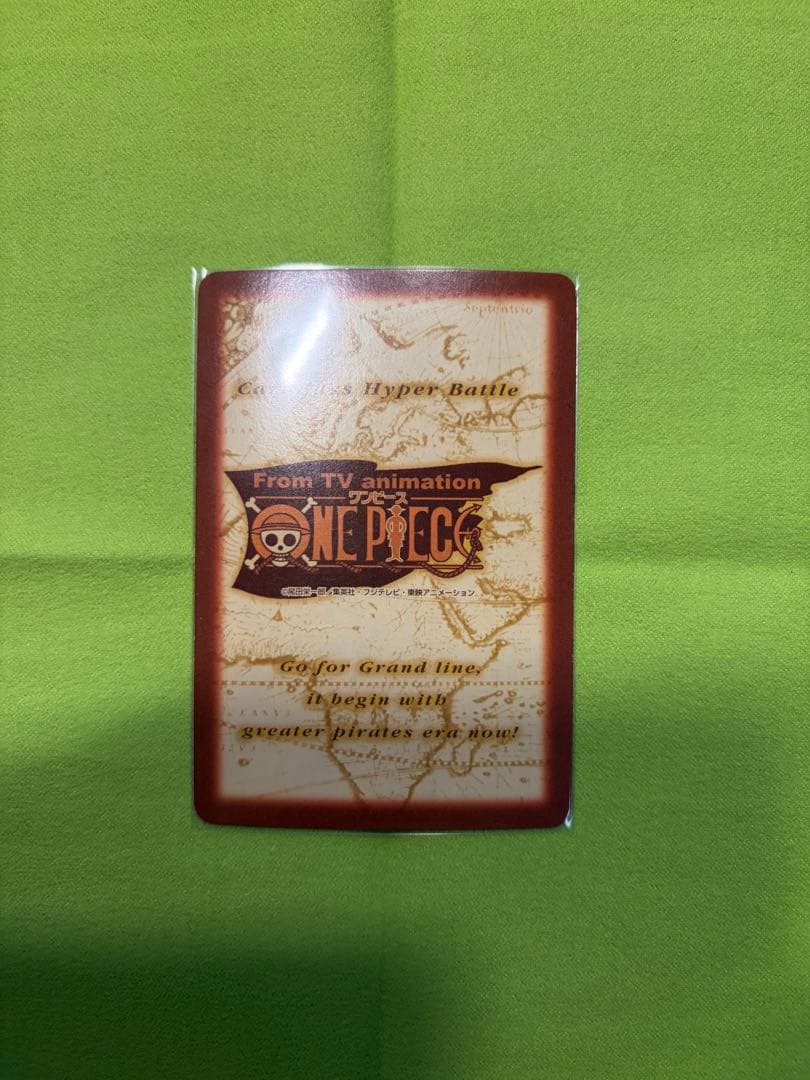 Septentrio
Hyper Battle
From TV animation
ワンピース
ONE PIECE
©尾田栄一郎/集英社・フジテレビ・東映アニメーション
Go for Grand line,
it begin with
greater pirates era now!